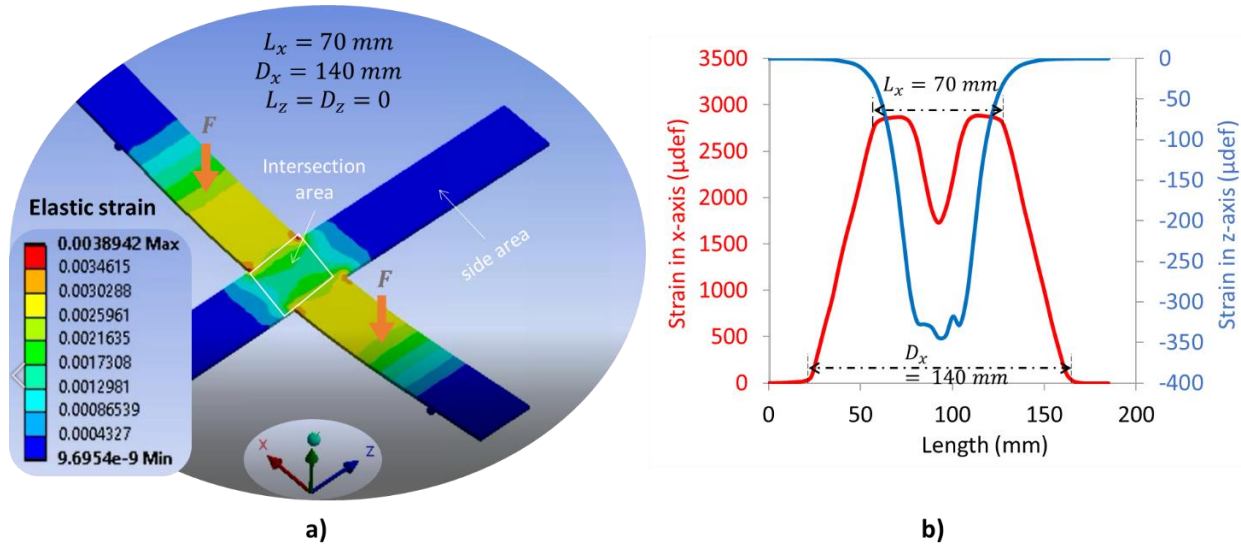 L_x = 70 mm
D_x = 140 mm
L_z = D_z = 0
F
Intersection
area
side area
F
Elastic strain
0.0038942 Max
0.0034615
0.0030288
0.0025961
0.0021635
0.0017308
0.0012981
0.00086539
0.0004327
9.6954e-9 Min
X
Z
a)
Strain in x-axis (µdef)
3500
3000
2500
2000
1500
1000
500
0
L_x = 70 mm
D_x
= 140 mm
0
-50
-100
-150
-200
-250
-300
-350
-400
Strain in z-axis (µdef)
0
50
100
150
200
Length (mm)
b)